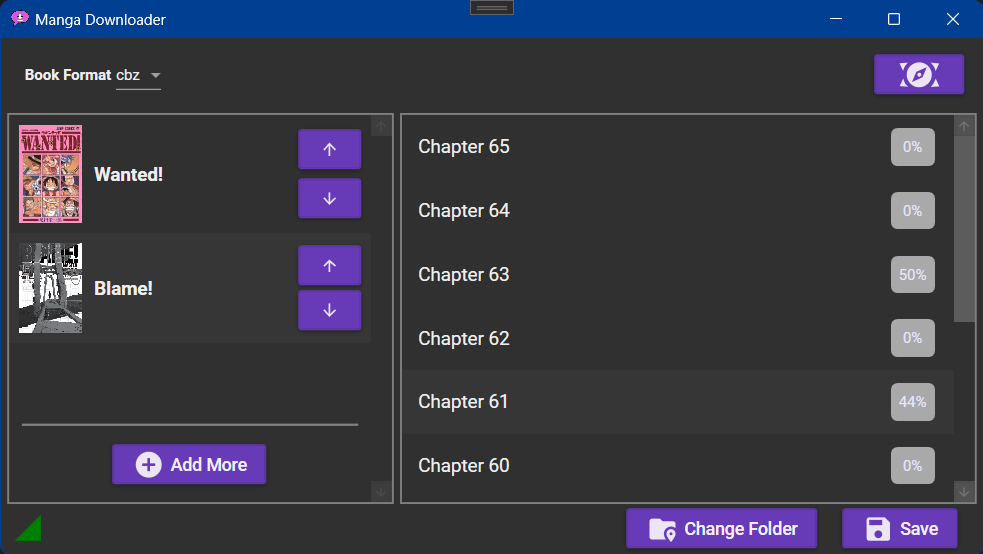 Manga Downloader
Book Format cbz
WANTED!
Wanted!
Blame!
Add More
Chapter 65 0%
Chapter 64 0%
Chapter 63 50%
Chapter 62 0%
Chapter 61 44%
Chapter 60 0%
Change Folder
Save